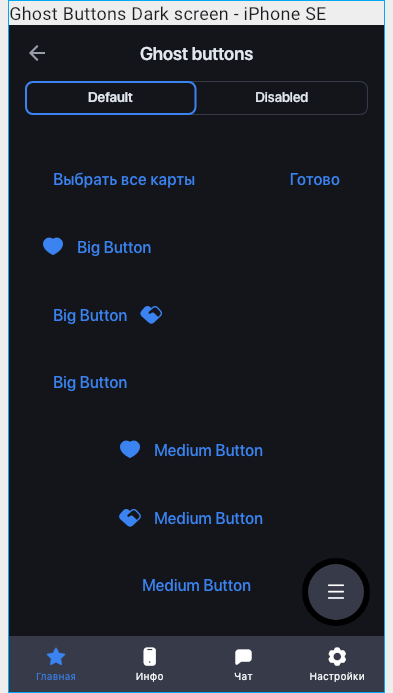 Ghost Buttons Dark screen - iPhone SE
Ghost buttons
Default Disabled
Выбрать все карты Готово
Big Button
Big Button
Big Button
Medium Button
Medium Button
Medium Button
Главная Инфо Чат Настройки